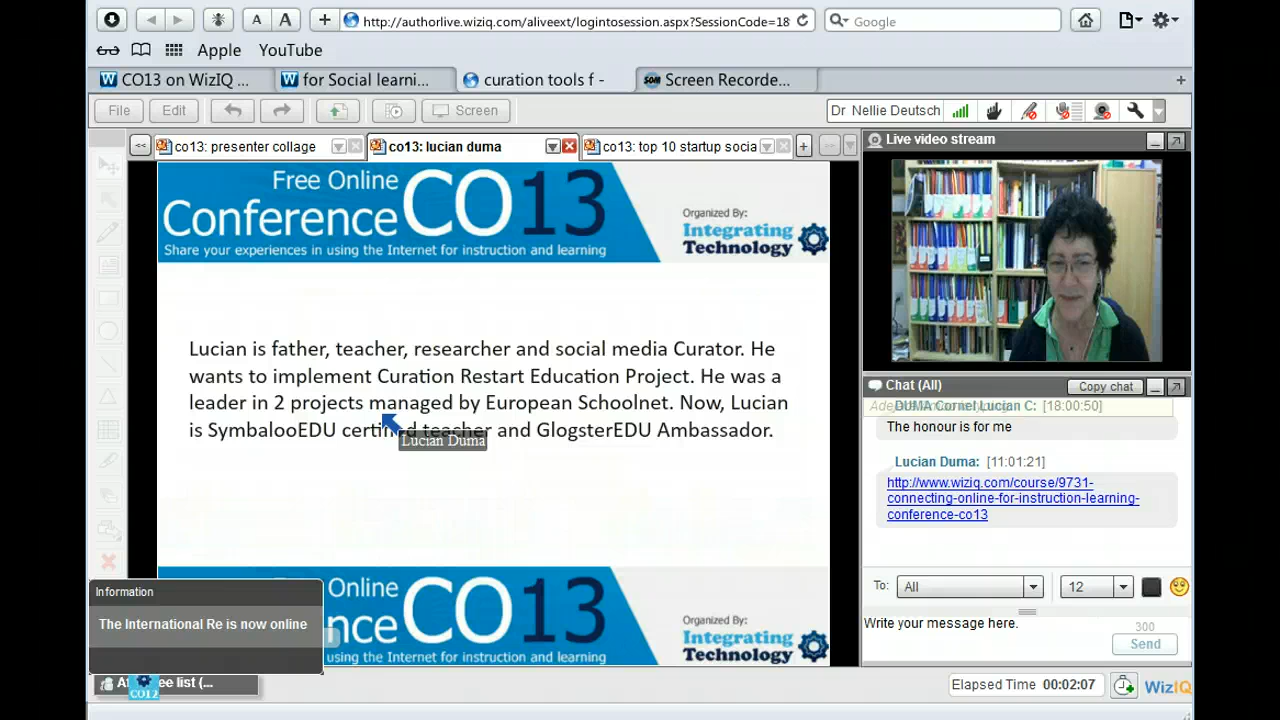 http://authorlive.wiziq.com/aliveext/logintosession.aspx?SessionCode=18
Google
Apple YouTube
CO13 on WizIQ ...
for Social learni...
curation tools f -
Screen Recorde...
File Edit Screen
Dr Nellie Deutsch
co13: presenter collage
co13: lucian duma
co13: top 10 startup socia
Live video stream
Free Online
Conference CO13
Share your experiences in using the Internet for instruction and learning
Organized By:
Integrating
Technology
Lucian is father, teacher, researcher and social media Curator. He
wants to implement Curation Restart Education Project. He was a
leader in 2 projects managed by European Schoolnet. Now, Lucian
is SymbalooEDU certified teacher and GlogsterEDU Ambassador.
Lucian Duma
Chat (All)
Copy chat
DUMA Cornel Lucian C: [18:00:50]
The honour is for me
Lucian Duma: [11:01:21]
http://www.wiziq.com/course/9731-
connecting-online-for-instruction-learning-
conference-co13
To: All 12
Write your message here.
300
Send
Online
nce CO13
using the Internet for instruction and learning
Organized By:
Integrating
Technology
Information
The International Re is now online
ee list (...
CO12
Elapsed Time 00:02:07
WizIQ